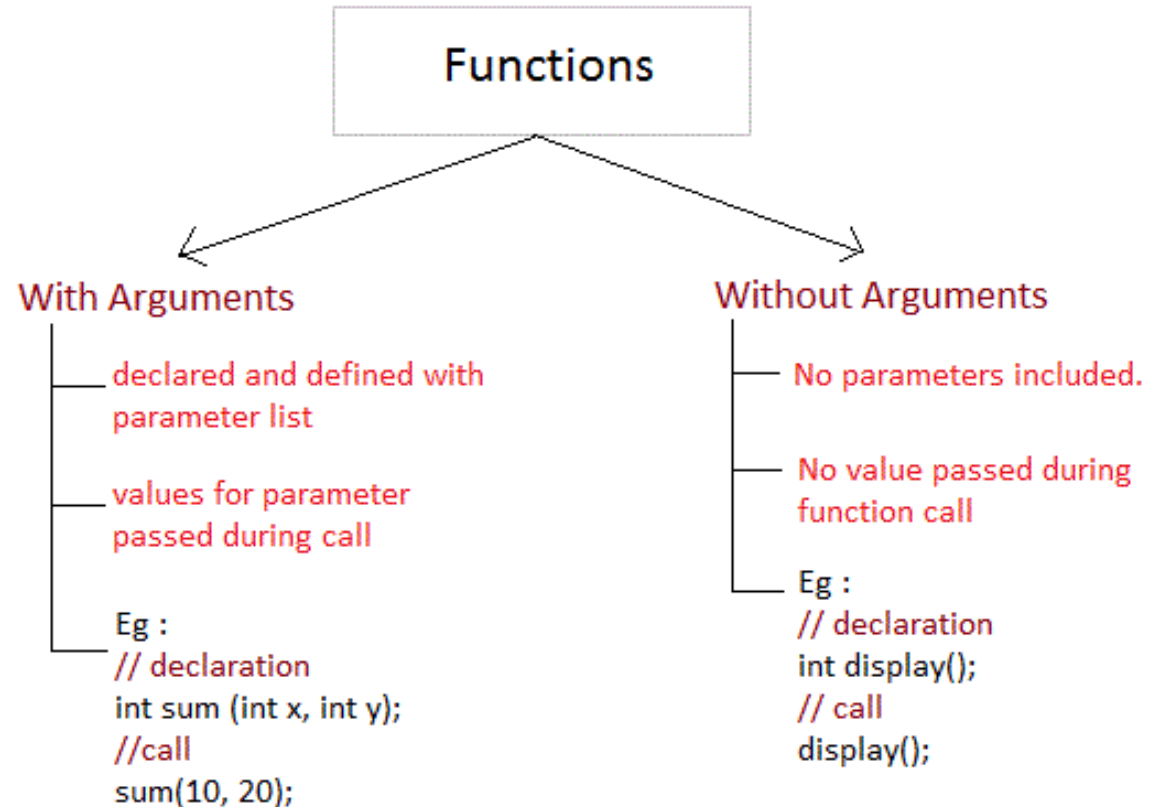 Functions
With Arguments
declared and defined with
parameter list
values for parameter
passed during call
Eg :
// declaration
int sum (int x, int y);
//call
sum(10, 20);
Without Arguments
No parameters included.
No value passed during
function call
Eg :
// declaration
int display();
// call
display();